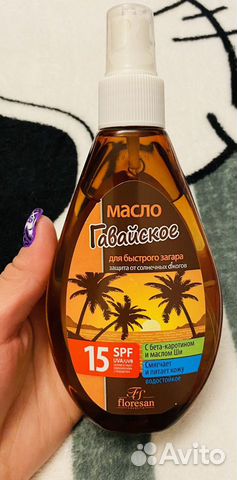 Масло
Гавайское
для быстрого загара
защита от солнечных ожогов
15 SPF
UVA/UVB
С бета-каротином
и маслом Ши
Смягчает
и питает кожу
водостойкое
Fs
floresan
Avito